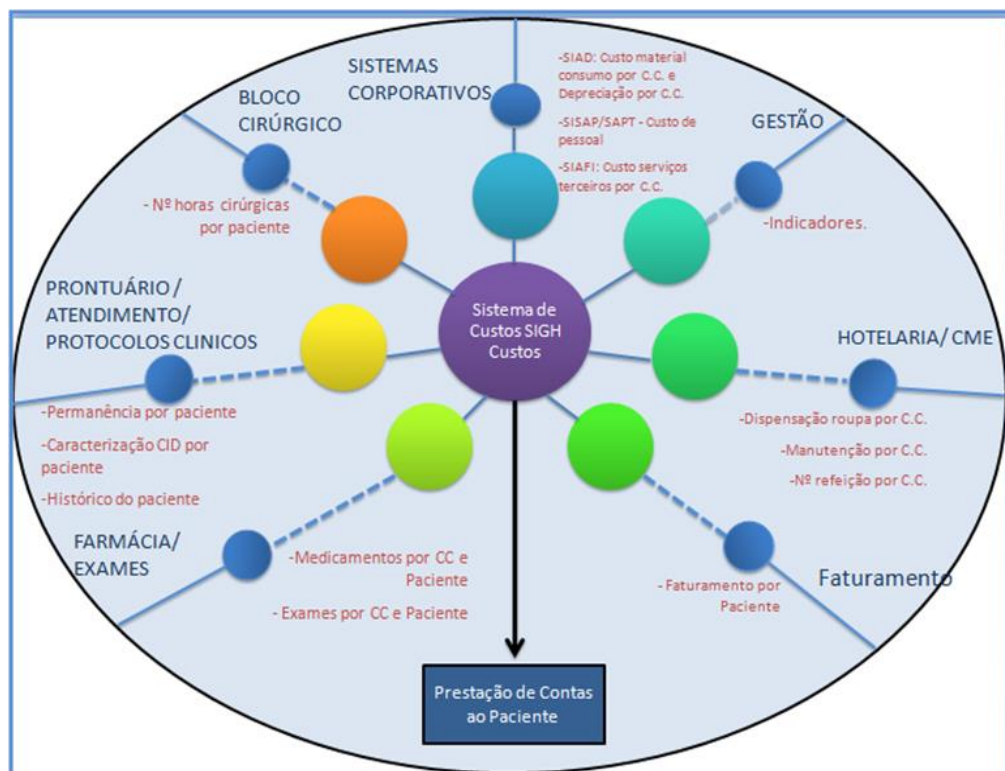 SISTEMAS
CORPORATIVOS
-SIAD: Custo material
consumo por C.C. e
Depreciação por C.C.
-SISAP/SAPT - Custo de
pessoal
-SIAFI: Custo serviços
terceiros por C.C.
GESTÃO
-Indicadores.
BLOCO
CIRÚRGICO
- Nº horas cirúrgicas
por paciente
Sistema de
Custos SIGH
Custos
PRONTUÁRIO /
ATENDIMENTO/
PROTOCOLOS CLINICOS
-Permanência por paciente
-Caracterização CID por
paciente
-Histórico do paciente
HOTELARIA/ CME
-Dispensação roupa por C.C.
-Manutenção por C.C.
-Nº refeição por C.C.
FARMÁCIA/
EXAMES
-Medicamentos por CC e
Paciente
- Exames por CC e Paciente
Faturamento
- Faturamento por
Paciente
Prestação de Contas
ao Paciente